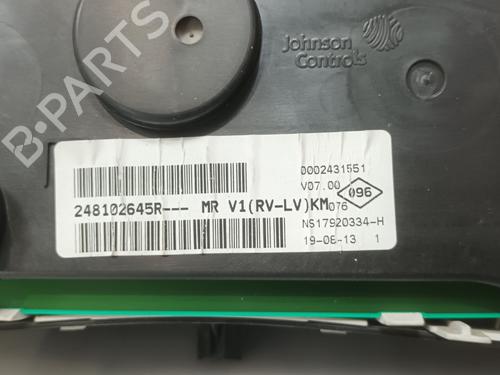 Johnson
Controls
B-PARTS
0002431551
V07.00
096
248102645R--- MR V1(RV-LV)KM
076
NS17920334-H
19-06-13 1